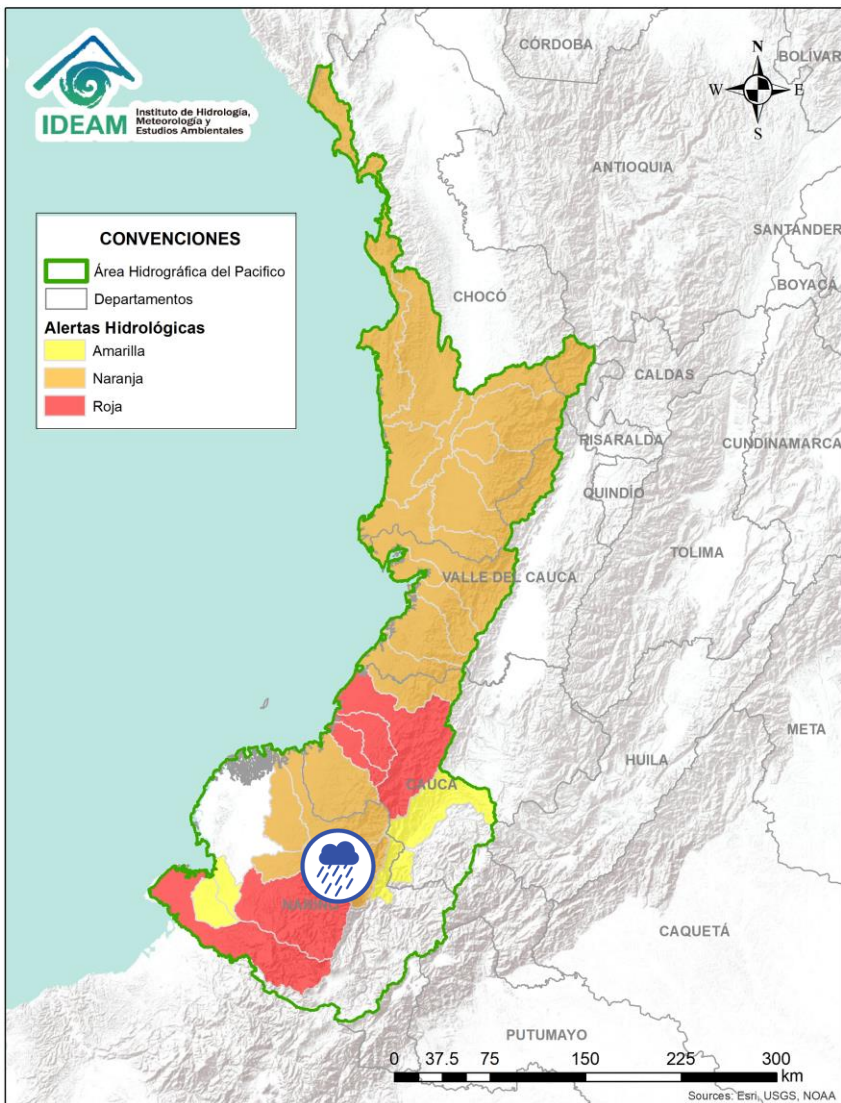 IDEAM
Instituto de Hidrología,
Meteorología y
Estudios Ambientales
CÓRDOBA
BOLÍVAR
N
W
E
S
ANTIOQUIA
SANTANDER
BOYACÁ
CONVENCIONES
Área Hidrográfica del Pacifico
Departamentos
Alertas Hidrológicas
Amarilla
Naranja
Roja
CHOCÓ
CALDAS
RISARALDA
CUNDINAMARCA
QUINDÍO
TOLIMA
VALLE DEL CAUCA
META
HUILA
CAUCA
NARIÑO
CAQUETÁ
PUTUMAYO
0 37.5 75 150 225 300
km
Sources: Esri, USGS, NOAA